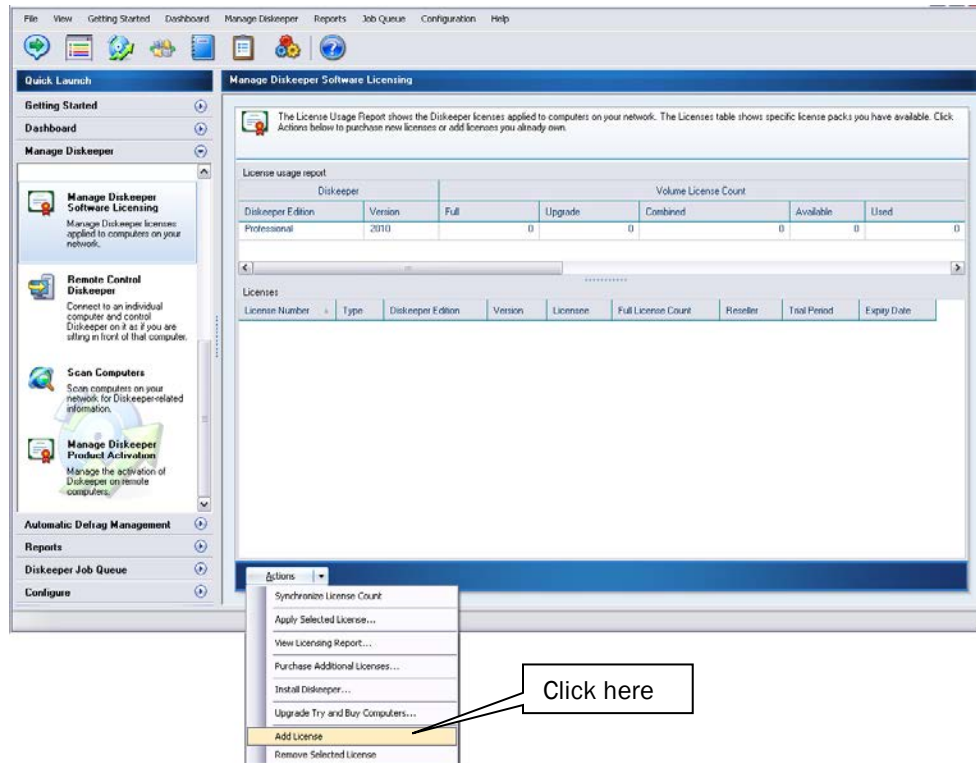 File View Getting Started Dashboard Manage Diskeeper Reports Job Queue Configuration Help
Quick Launch
Getting Started
Dashboard
Manage Diskeeper
Manage Diskeeper
Software Licensing
Manage Diskeeper licenses
applied to computers on your
network.
Remote Control
Diskeeper
Connect to an individual
computer and control
Diskeeper on it as if you are
sitting in front of that computer.
Scan Computers
Scan computers on your
network for Diskeeper-related
information.
Manage Diskeeper
Product Activation
Manage the activation of
Diskeeper on remote
computers.
Automatic Defrag Management
Reports
Diskeeper Job Queue
Configure
Manage Diskeeper Software Licensing
The License Usage Report shows the Diskeeper licenses applied to computers on your network. The Licenses table shows specific license packs you have available. Click
Actions below to purchase new licenses or add licenses you already own.
License usage report
Diskeeper Volume License Count
Diskeeper Edition Version Full Upgrade Combined Available Used
Professional 2010 0 0 0 0 0
Licenses
License Number Type Diskeeper Edition Version Licensee Full License Count Reseller Trial Period Expiry Date
Actions
Synchronize License Count
Apply Selected License...
View Licensing Report...
Purchase Additional Licenses...
Install Diskeeper...
Upgrade Try and Buy Computers...
Add License
Remove Selected License
Click here